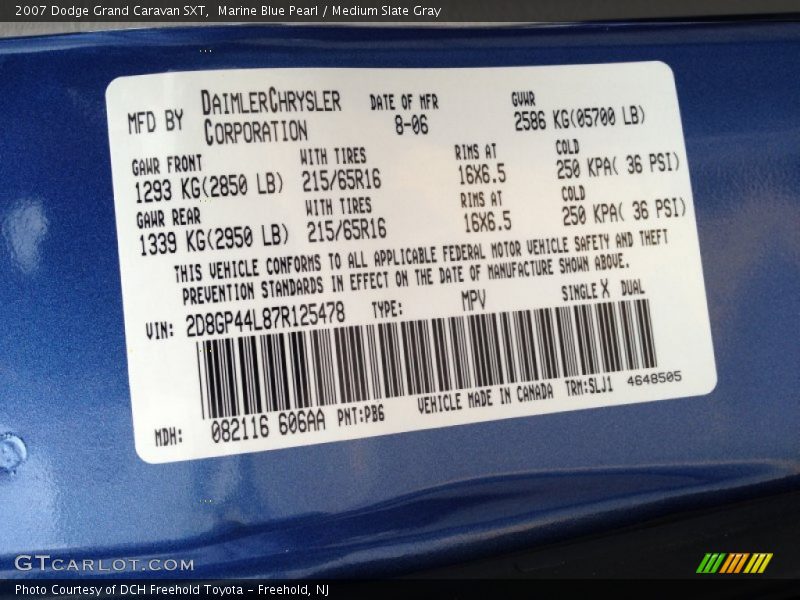 2007 Dodge Grand Caravan SXT,  Marine Blue Pearl / Medium Slate Gray
MFD BY DAIMLERCHRYSLER CORPORATION DATE OF MFR 8-06 GVWR 2586 KG(05700 LB)
GAWR FRONT WITH TIRES RIMS AT COLD
1293 KG(2850 LB) 215/65R16 16X6.5 250 KPA( 36 PSI)
GAWR REAR WITH TIRES RIMS AT COLD
1339 KG(2950 LB) 215/65R16 16X6.5 250 KPA( 36 PSI)
THIS VEHICLE CONFORMS TO ALL APPLICABLE FEDERAL MOTOR VEHICLE SAFETY AND THEFT
PREVENTION STANDARDS IN EFFECT ON THE DATE OF MANUFACTURE SHOWN ABOVE.
VIN: 2D8GP44L87R125478 TYPE: MPV SINGLE X DUAL
MDH: 082116 606AA PNT:PB6 VEHICLE MADE IN CANADA TRM:SLJ1 4648505
GTCARLOT.COM
Photo Courtesy of DCH Freehold Toyota - Freehold, NJ